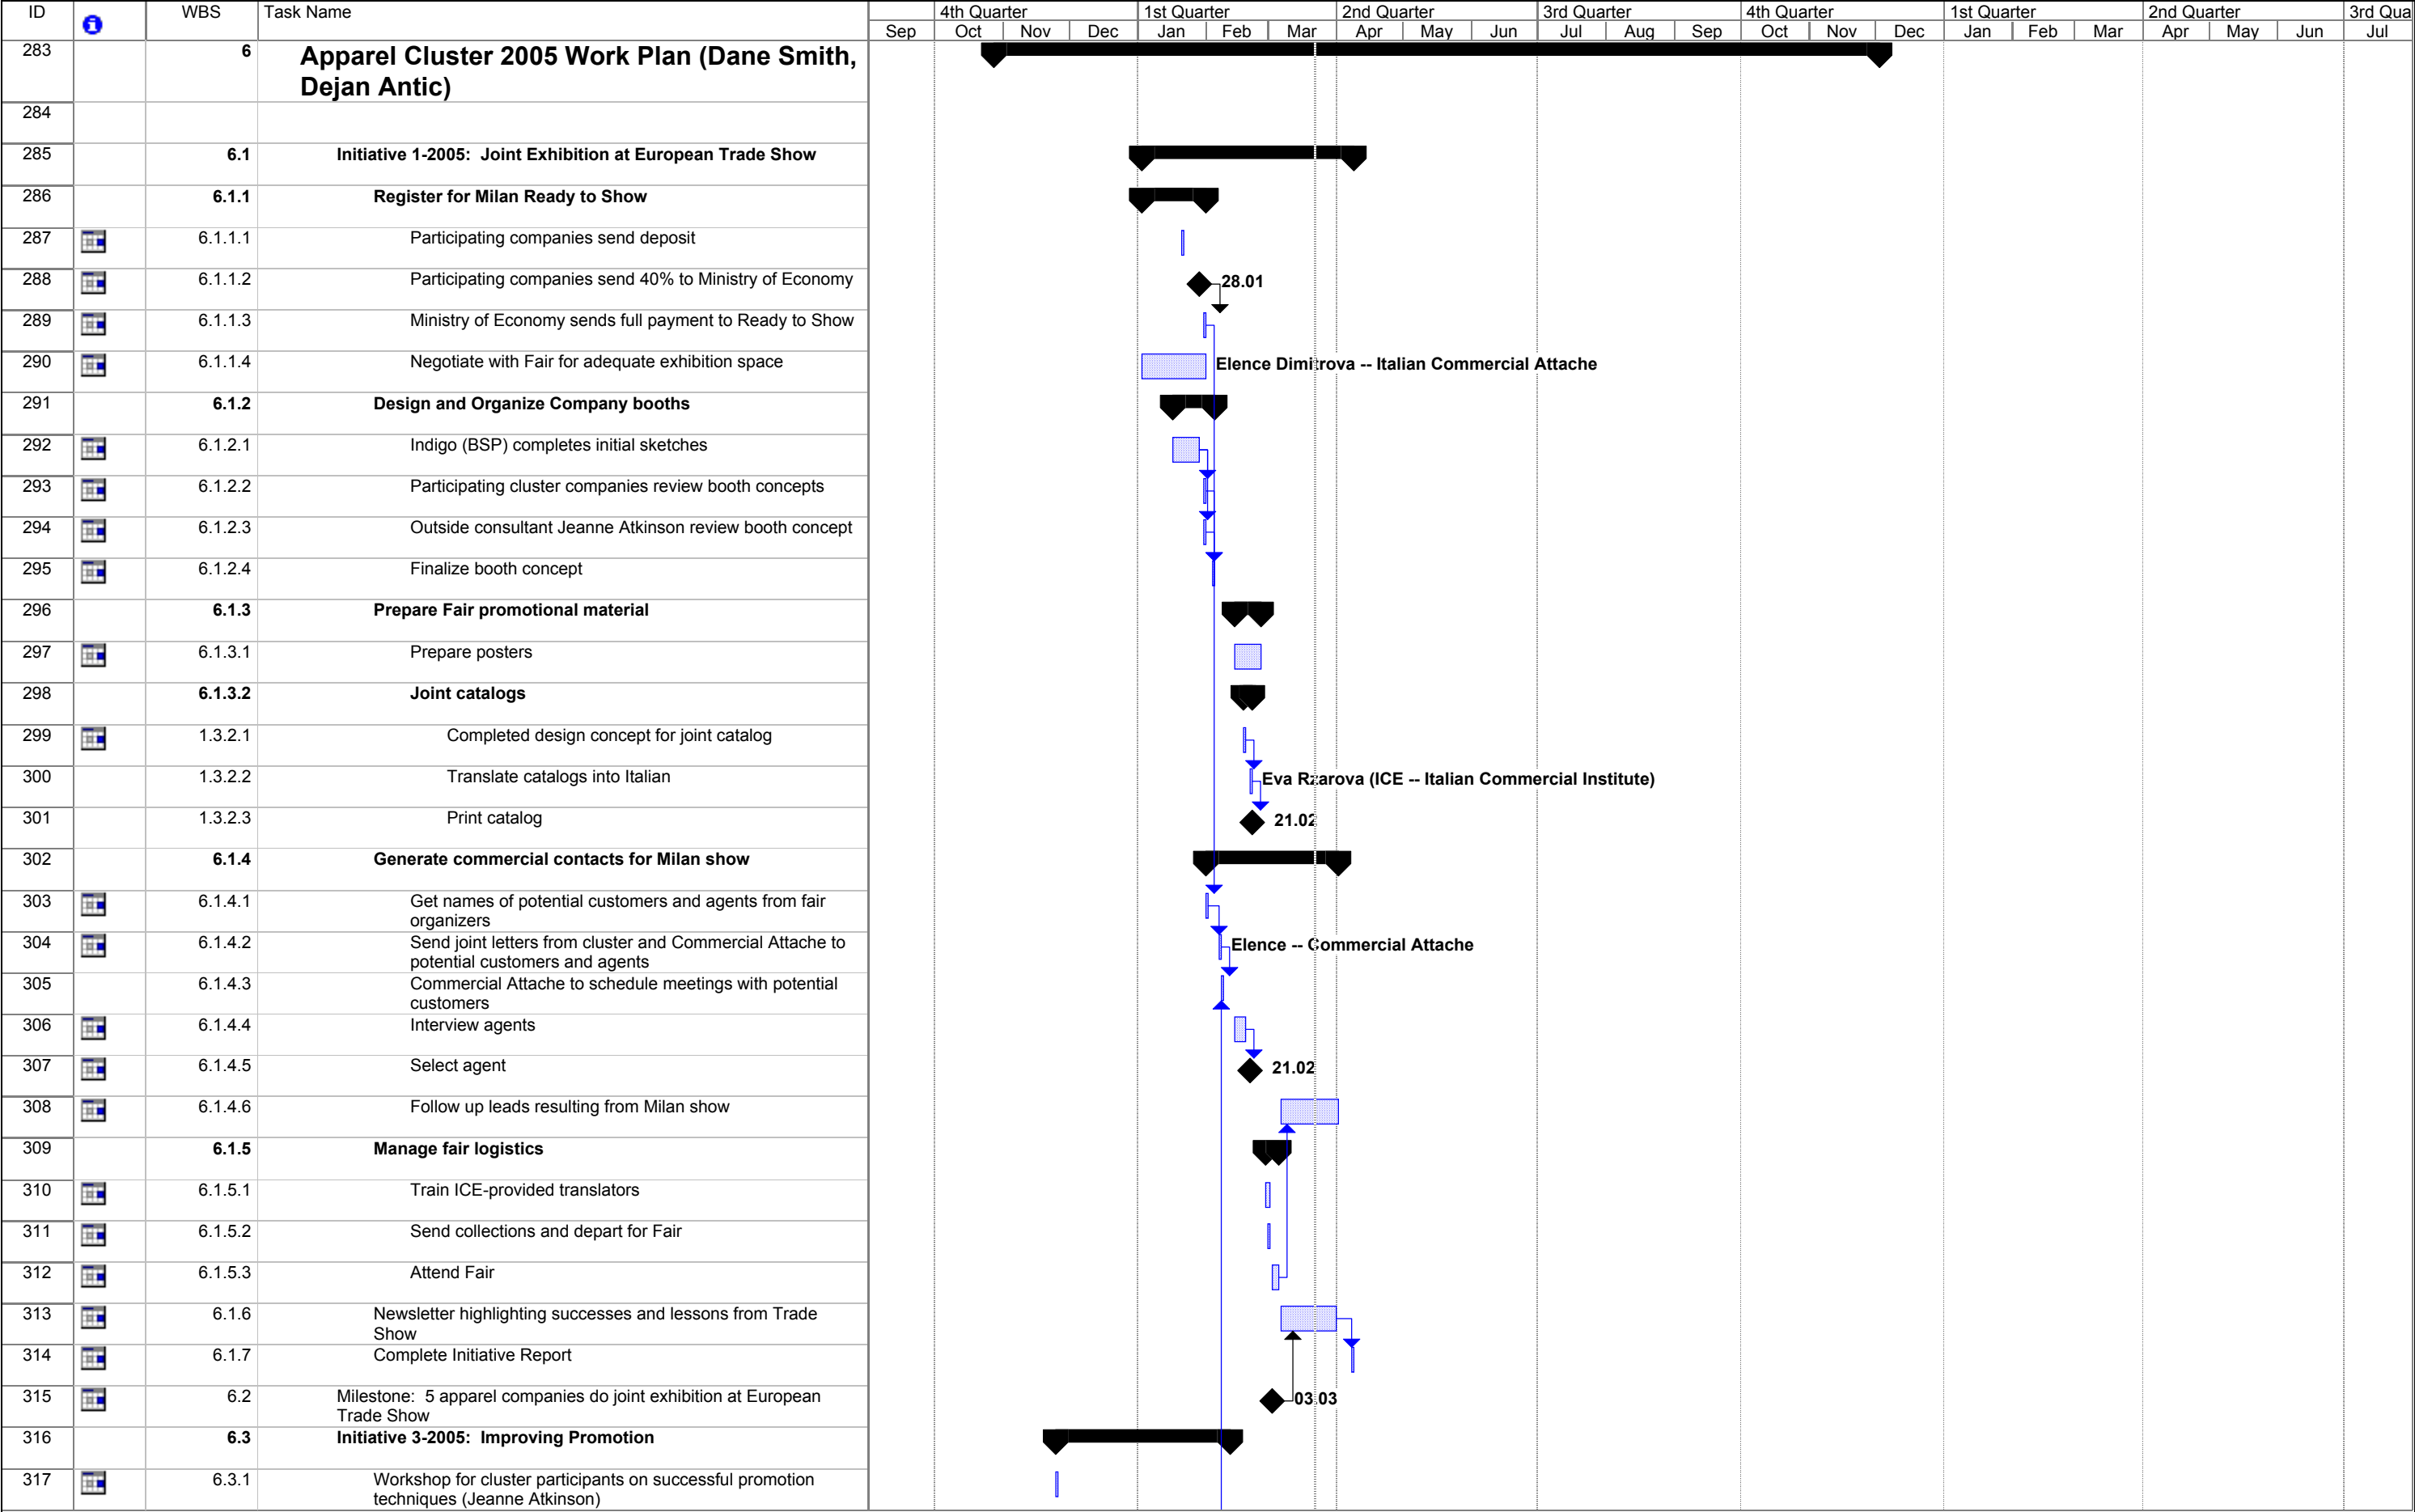 ID WBS Task Name 4th Quarter 1st Quarter 2nd Quarter 3rd Quarter 4th Quarter 1st Quarter 2nd Quarter 3rd Qua
Sep Oct Nov Dec Jan Feb Mar Apr May Jun Jul Aug Sep Oct Nov Dec Jan Feb Mar Apr May Jun Jul
283 6 Apparel Cluster 2005 Work Plan (Dane Smith,
Dejan Antic)
284
285 6.1 Initiative 1-2005: Joint Exhibition at European Trade Show
286 6.1.1 Register for Milan Ready to Show
287 6.1.1.1 Participating companies send deposit
288 6.1.1.2 Participating companies send 40% to Ministry of Economy 28.01
289 6.1.1.3 Ministry of Economy sends full payment to Ready to Show
290 6.1.1.4 Negotiate with Fair for adequate exhibition space Elence Dimitrova -- Italian Commercial Attache
291 6.1.2 Design and Organize Company booths
292 6.1.2.1 Indigo (BSP) completes initial sketches
293 6.1.2.2 Participating cluster companies review booth concepts
294 6.1.2.3 Outside consultant Jeanne Atkinson review booth concept
295 6.1.2.4 Finalize booth concept
296 6.1.3 Prepare Fair promotional material
297 6.1.3.1 Prepare posters
298 6.1.3.2 Joint catalogs
299 1.3.2.1 Completed design concept for joint catalog
300 1.3.2.2 Translate catalogs into Italian Eva Rzarova (ICE -- Italian Commercial Institute)
301 1.3.2.3 Print catalog 21.02
302 6.1.4 Generate commercial contacts for Milan show
303 6.1.4.1 Get names of potential customers and agents from fair
organizers
304 6.1.4.2 Send joint letters from cluster and Commercial Attache to Elence -- Commercial Attache
potential customers and agents
305 6.1.4.3 Commercial Attache to schedule meetings with potential
customers
306 6.1.4.4 Interview agents
307 6.1.4.5 Select agent 21.02
308 6.1.4.6 Follow up leads resulting from Milan show
309 6.1.5 Manage fair logistics
310 6.1.5.1 Train ICE-provided translators
311 6.1.5.2 Send collections and depart for Fair
312 6.1.5.3 Attend Fair
313 6.1.6 Newsletter highlighting successes and lessons from Trade
Show
314 6.1.7 Complete Initiative Report
315 6.2 Milestone: 5 apparel companies do joint exhibition at European 03.03
Trade Show
316 6.3 Initiative 3-2005: Improving Promotion
317 6.3.1 Workshop for cluster participants on successful promotion
techniques (Jeanne Atkinson)